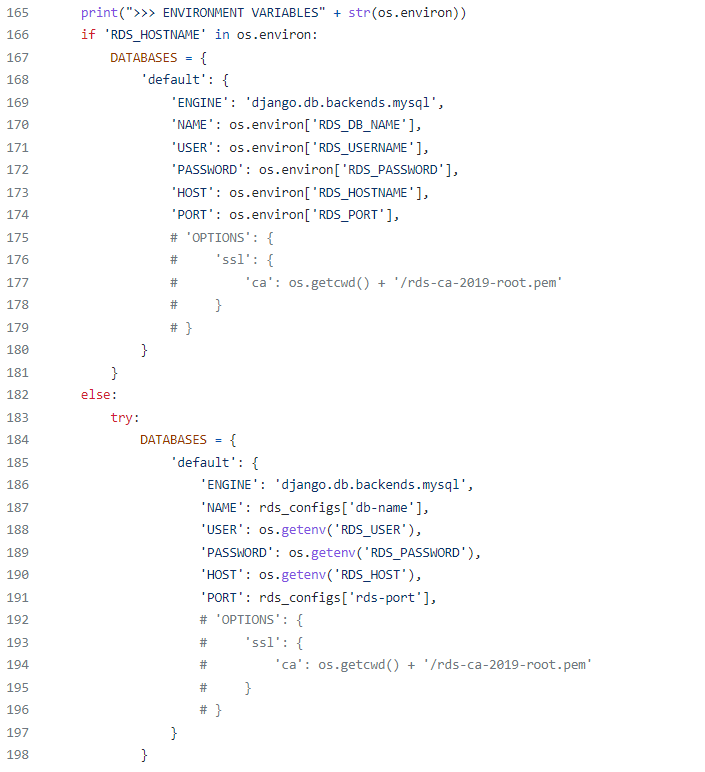 165 print(">>> ENVIRONMENT VARIABLES" + str(os.environ))
166 if 'RDS_HOSTNAME' in os.environ:
167 DATABASES = {
168 'default': {
169 'ENGINE': 'django.db.backends.mysql',
170 'NAME': os.environ['RDS_DB_NAME'],
171 'USER': os.environ['RDS_USERNAME'],
172 'PASSWORD': os.environ['RDS_PASSWORD'],
173 'HOST': os.environ['RDS_HOSTNAME'],
174 'PORT': os.environ['RDS_PORT'],
175 # 'OPTIONS': {
176 # 'ssl': {
177 # 'ca': os.getcwd() + '/rds-ca-2019-root.pem'
178 # }
179 # }
180 }
181 }
182 else:
183 try:
184 DATABASES = {
185 'default': {
186 'ENGINE': 'django.db.backends.mysql',
187 'NAME': rds_configs['db-name'],
188 'USER': os.getenv('RDS_USER'),
189 'PASSWORD': os.getenv('RDS_PASSWORD'),
190 'HOST': os.getenv('RDS_HOST'),
191 'PORT': rds_configs['rds-port'],
192 # 'OPTIONS': {
193 # 'ssl': {
194 # 'ca': os.getcwd() + '/rds-ca-2019-root.pem'
195 # }
196 # }
197 }
198 }